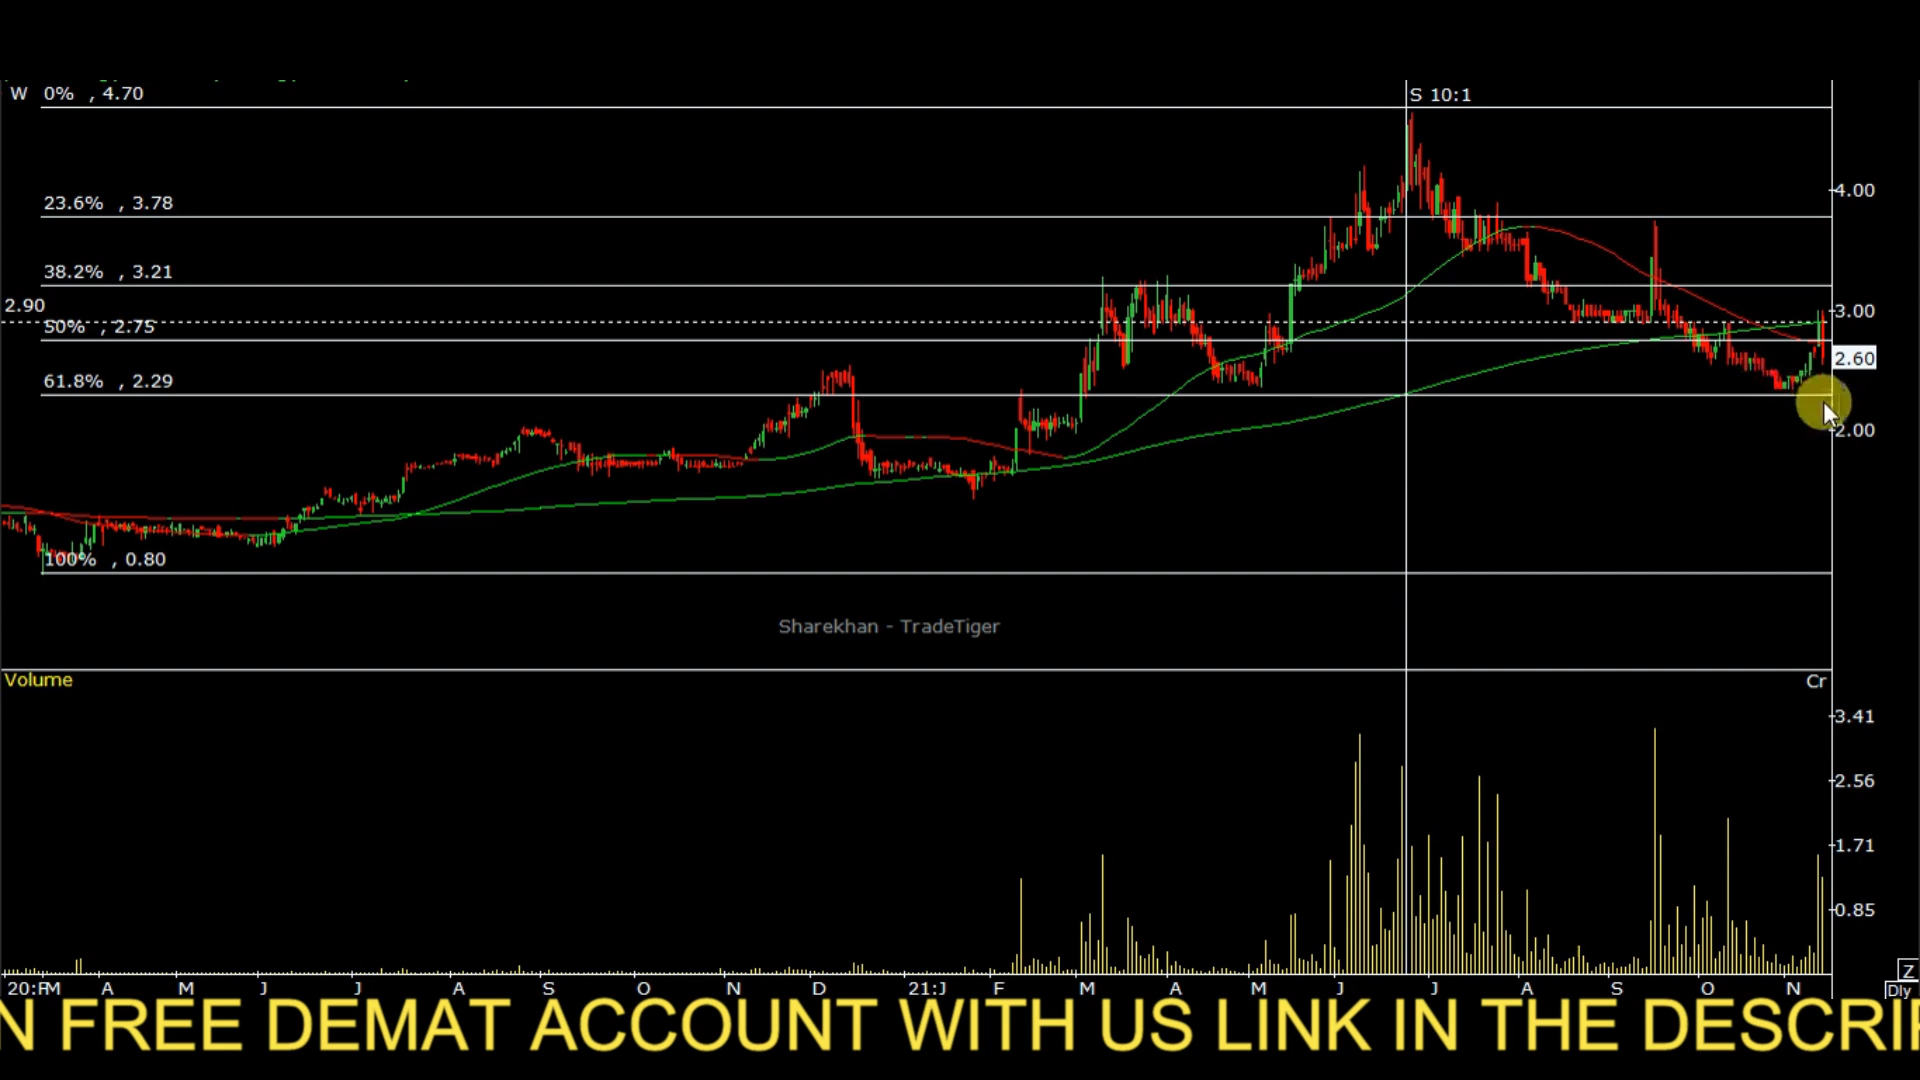 W 0% , 4.70
S 10:1
4.00
23.6% , 3.78
38.2% , 3.21
2.90
3.00
50% , 2.75
2.60
61.8% , 2.29
2.00
100% , 0.80
Sharekhan - TradeTiger
Volume
Cr
3.41
2.56
1.71
0.85
Z
20:FM A M J J A S O N D 21:J F M A M J J A S O N
Dly
N FREE DEMAT ACCOUNT WITH US LINK IN THE DESCRI